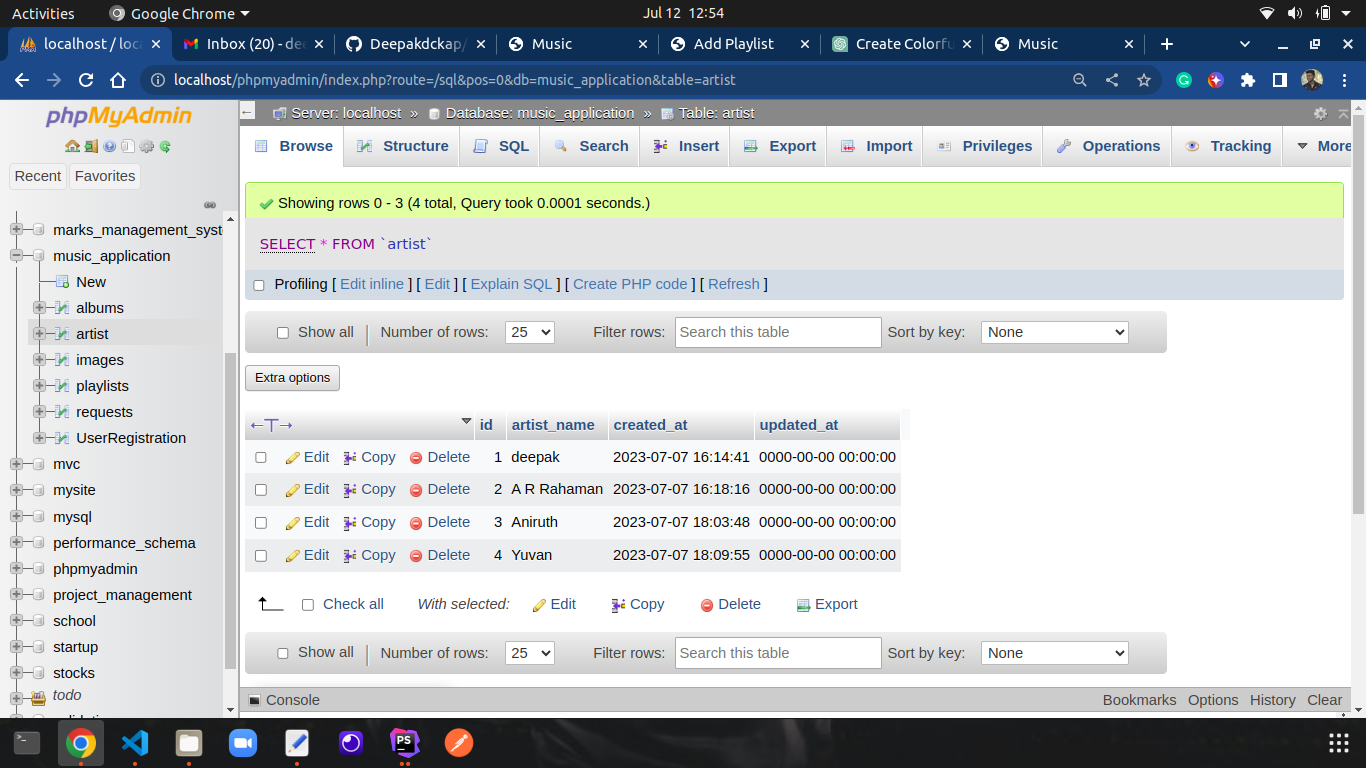 Activities Google Chrome Jul 12 12:54
localhost / loca Inbox (20) - dee Deepakdckap/ Music Add Playlist Create Colorfu Music
localhost/phpmyadmin/index.php?route=/sql&pos=0&db=music_application&table=artist
phpMyAdmin
Recent Favorites
marks_management_syst
music_application
New
albums
artist
images
playlists
requests
UserRegistration
mvc
mysite
mysql
performance_schema
phpmyadmin
project_management
school
startup
stocks
todo
Server: localhost » Database: music_application » Table: artist
Browse Structure SQL Search Insert Export Import Privileges Operations Tracking More
Showing rows 0 - 3 (4 total, Query took 0.0001 seconds.)
SELECT * FROM `artist`
Profiling [ Edit inline ] [ Edit ] [ Explain SQL ] [ Create PHP code ] [ Refresh ]
Show all | Number of rows: 25 Filter rows: Search this table Sort by key: None
Extra options
←T→ id artist_name created_at updated_at
Edit Copy Delete 1 deepak 2023-07-07 16:14:41 0000-00-00 00:00:00
Edit Copy Delete 2 A R Rahaman 2023-07-07 16:18:16 0000-00-00 00:00:00
Edit Copy Delete 3 Aniruth 2023-07-07 18:03:48 0000-00-00 00:00:00
Edit Copy Delete 4 Yuvan 2023-07-07 18:09:55 0000-00-00 00:00:00
Check all With selected: Edit Copy Delete Export
Show all | Number of rows: 25 Filter rows: Search this table Sort by key: None
Console Bookmarks Options History Clear
PS